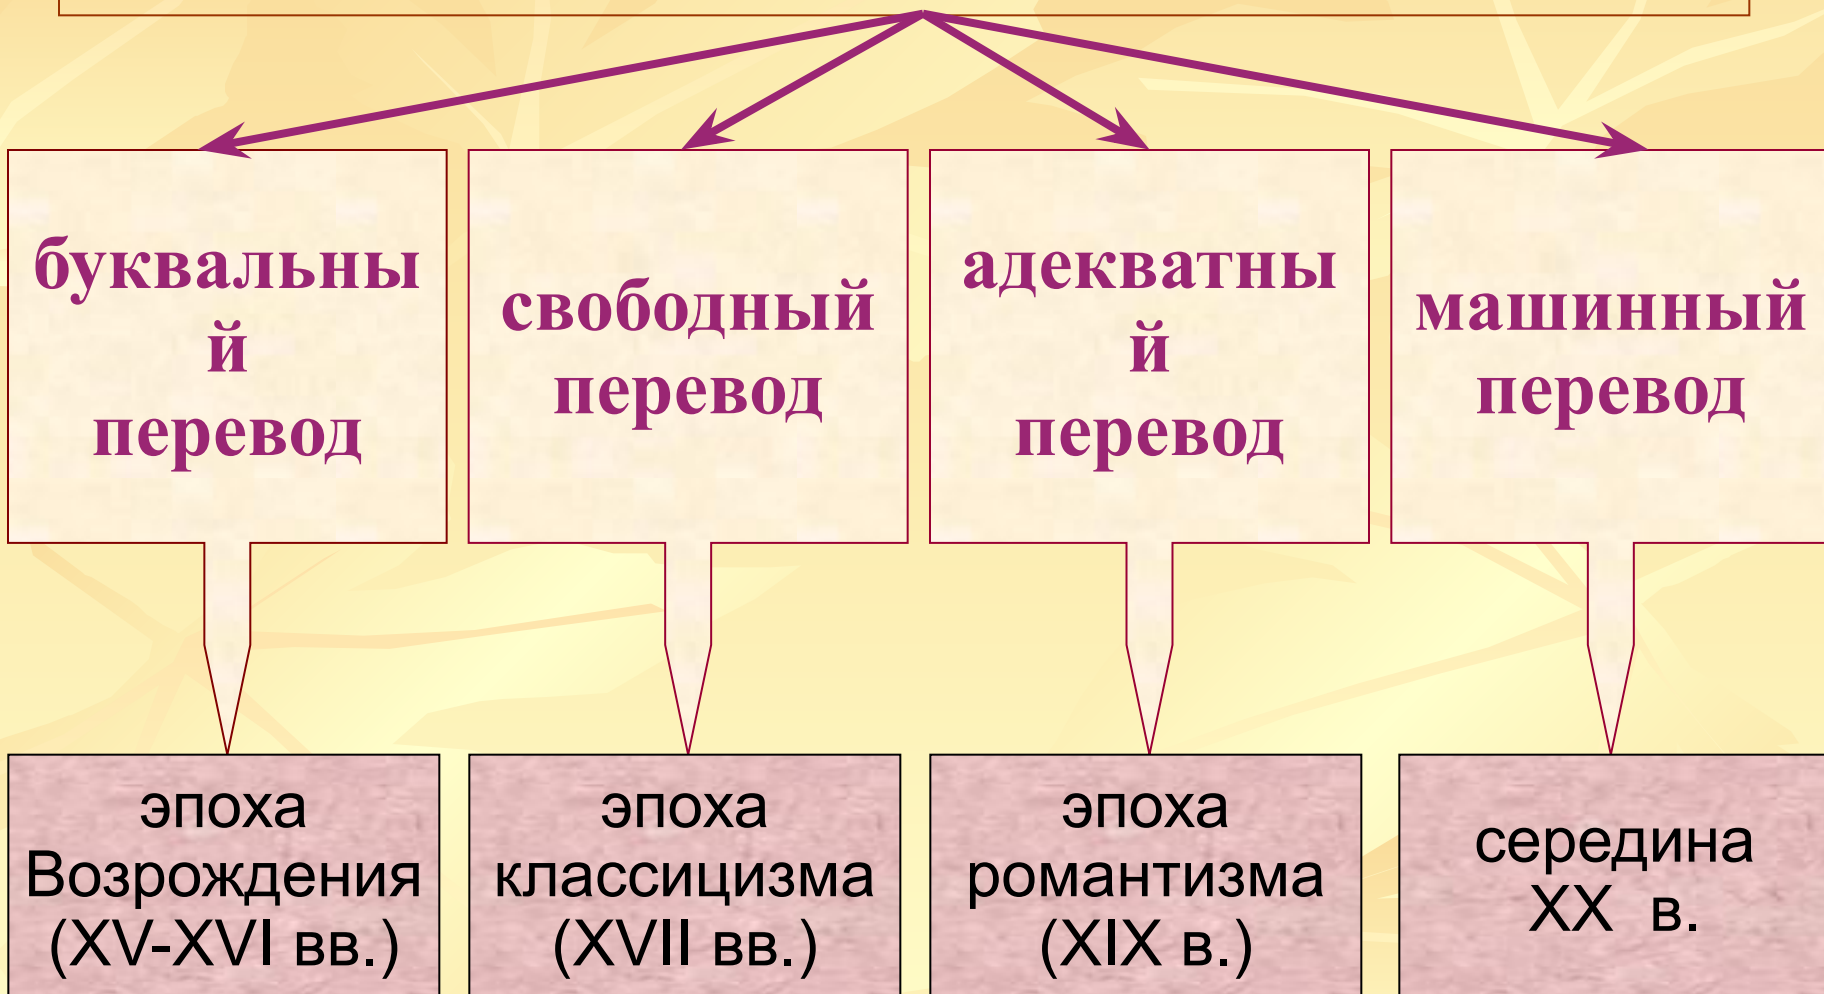 буквальны
й
перевод
свободный
перевод
адекватны
й
перевод
машинный
перевод
эпоха
Возрождения
(XV-XVI вв.)
эпоха
классицизма
(XVII вв.)
эпоха
романтизма
(XIX в.)
середина
XX в.